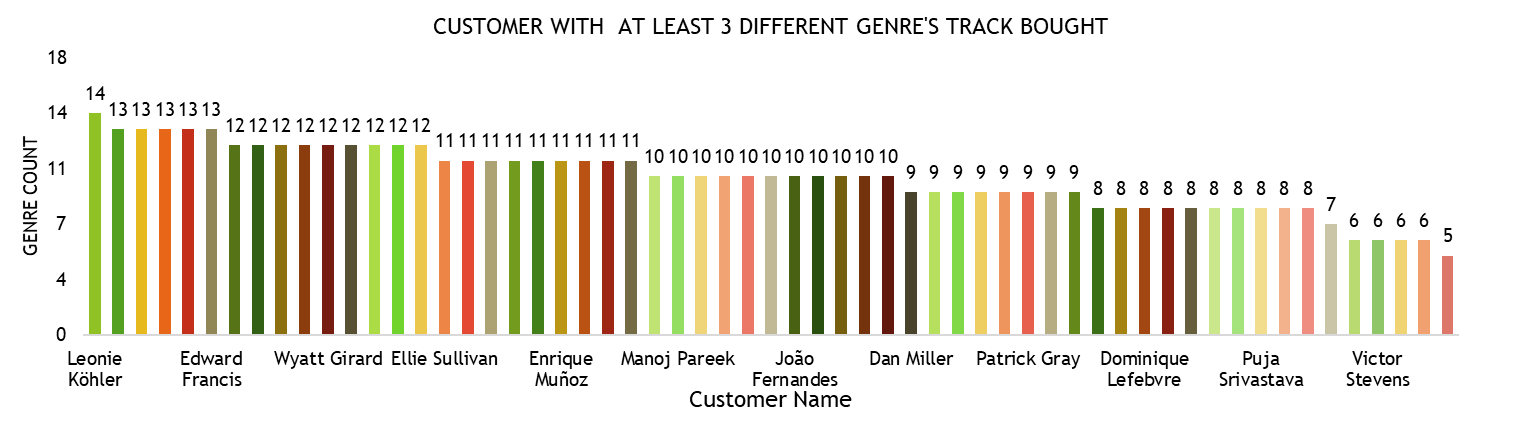 CUSTOMER WITH  AT LEAST 3 DIFFERENT GENRE'S TRACK BOUGHT
GENRE COUNT
18
14
11
7
4
0
14
13 13 13 13 13
12 12 12 12 12 12 12 12 12
11 11 11 11 11 11 11 11 11
10 10 10 10 10 10 10 10 10 10 10
9 9 9 9 9 9 9 9
8 8 8 8 8 8 8 8 8 8
7
6 6 6 6
5
Leonie
Köhler
Edward
Francis
Wyatt Girard
Ellie Sullivan
Enrique
Muñoz
Manoj Pareek
João
Fernandes
Dan Miller
Patrick Gray
Dominique
Lefebvre
Puja
Srivastava
Victor
Stevens
Customer Name